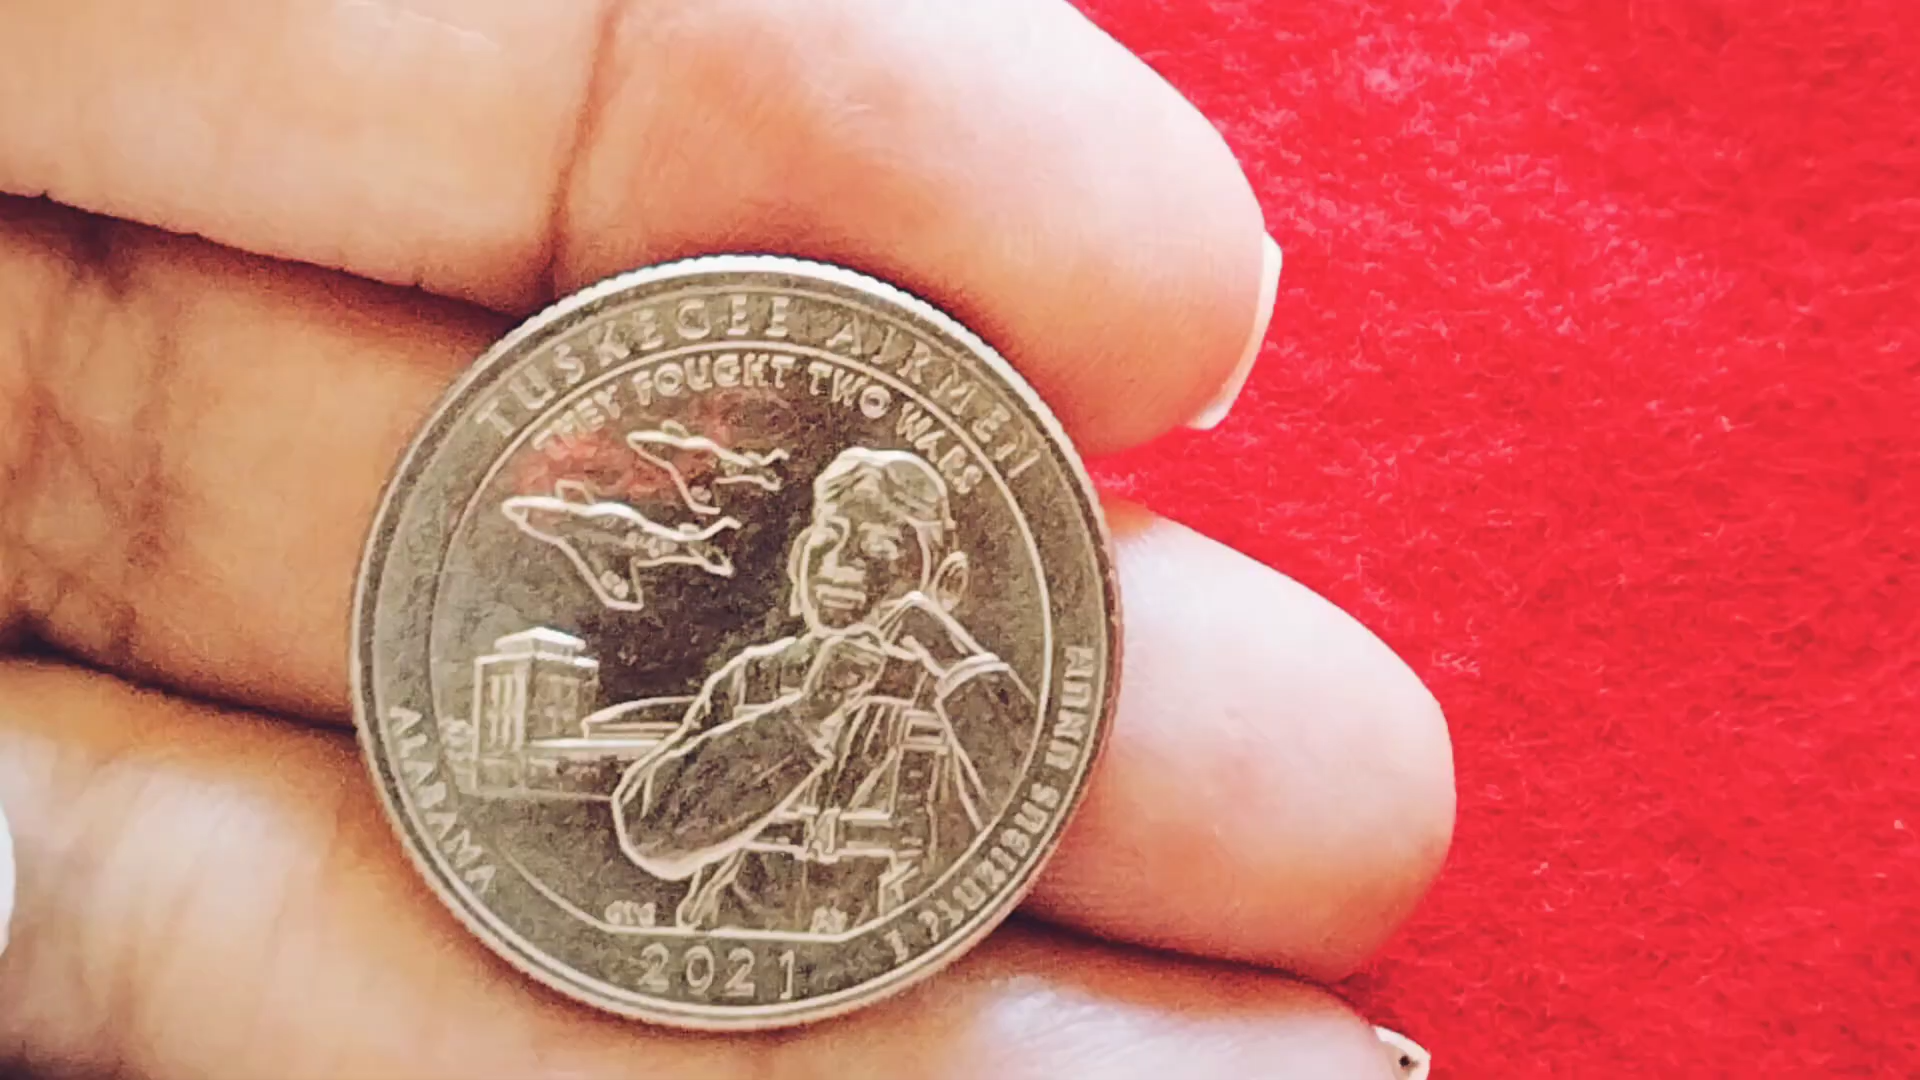 TUSKEGEE AIRMEN
THEY FOUGHT TWO WARS
ALABAMA
E PLURIBUS UNUM
2021